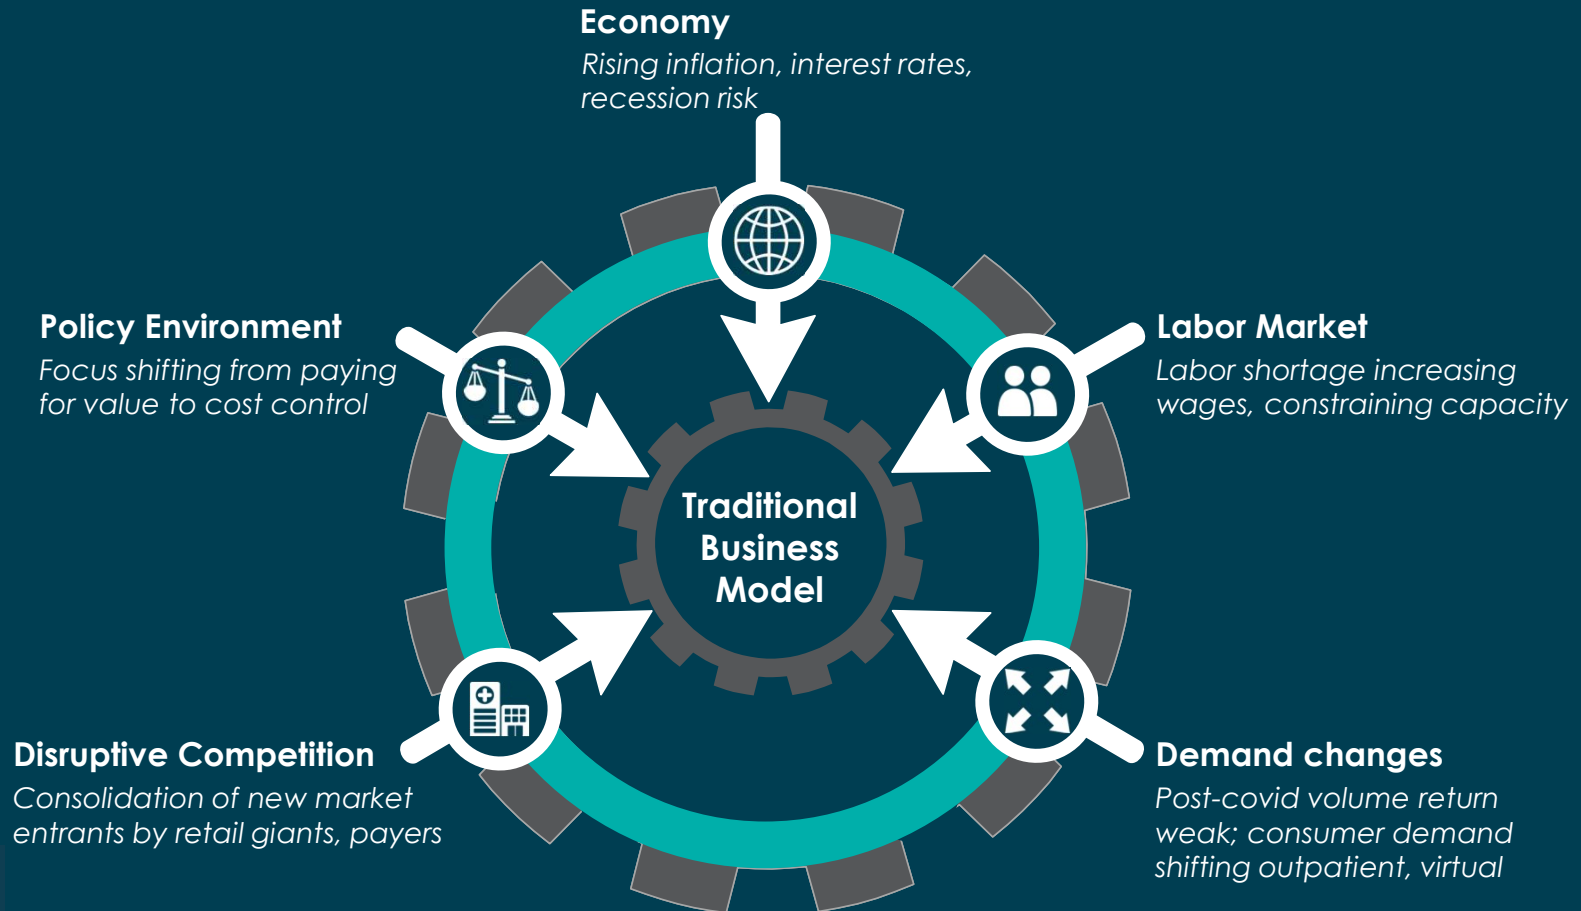 Economy
Rising inflation, interest rates,
recession risk
Policy Environment
Focus shifting from paying
for value to cost control
Labor Market
Labor shortage increasing
wages, constraining capacity
Traditional
Business
Model
Disruptive Competition
Consolidation of new market
entrants by retail giants, payers
Demand changes
Post-covid volume return
weak; consumer demand
shifting outpatient, virtual